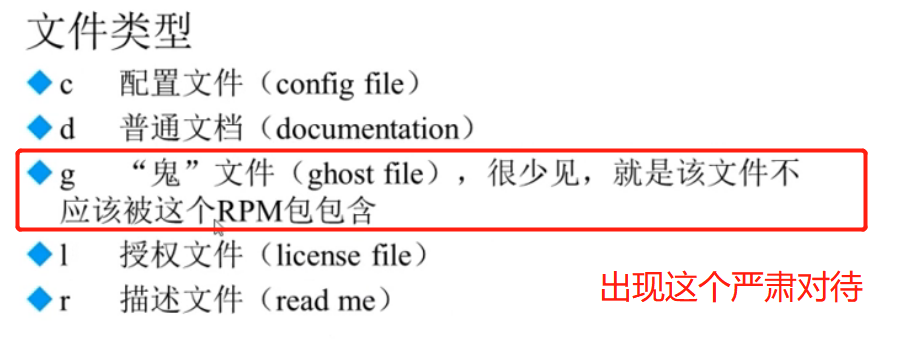 文件类型
c 配置文件（config file）
d 普通文档（documentation）
g “鬼”文件（ghost file），很少见，就是该文件不
应该被这个RPM包包含
l 授权文件（license file）
r 描述文件（read me）
出现这个严肃对待